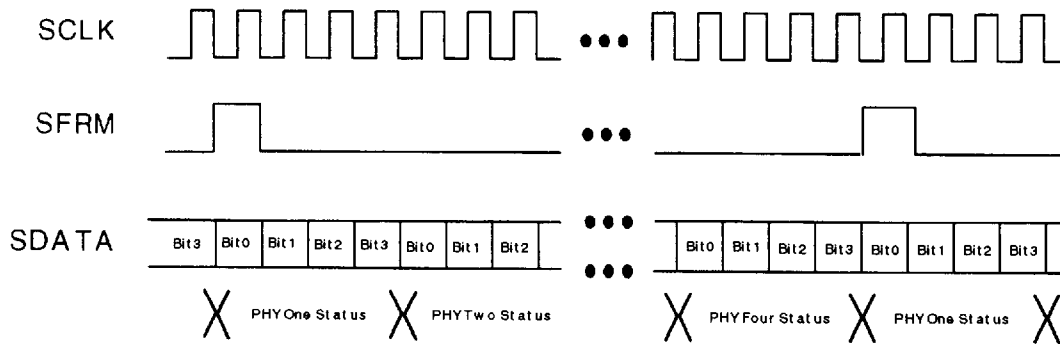 SCLK
SFRM
SDATA
Bit3 Bit0 Bit1 Bit2 Bit3 Bit0 Bit1 Bit2 Bit0 Bit1 Bit2 Bit3 Bit0 Bit1 Bit2 Bit3
PHY One Status PHY Two Status PHY Four Status PHY One Status